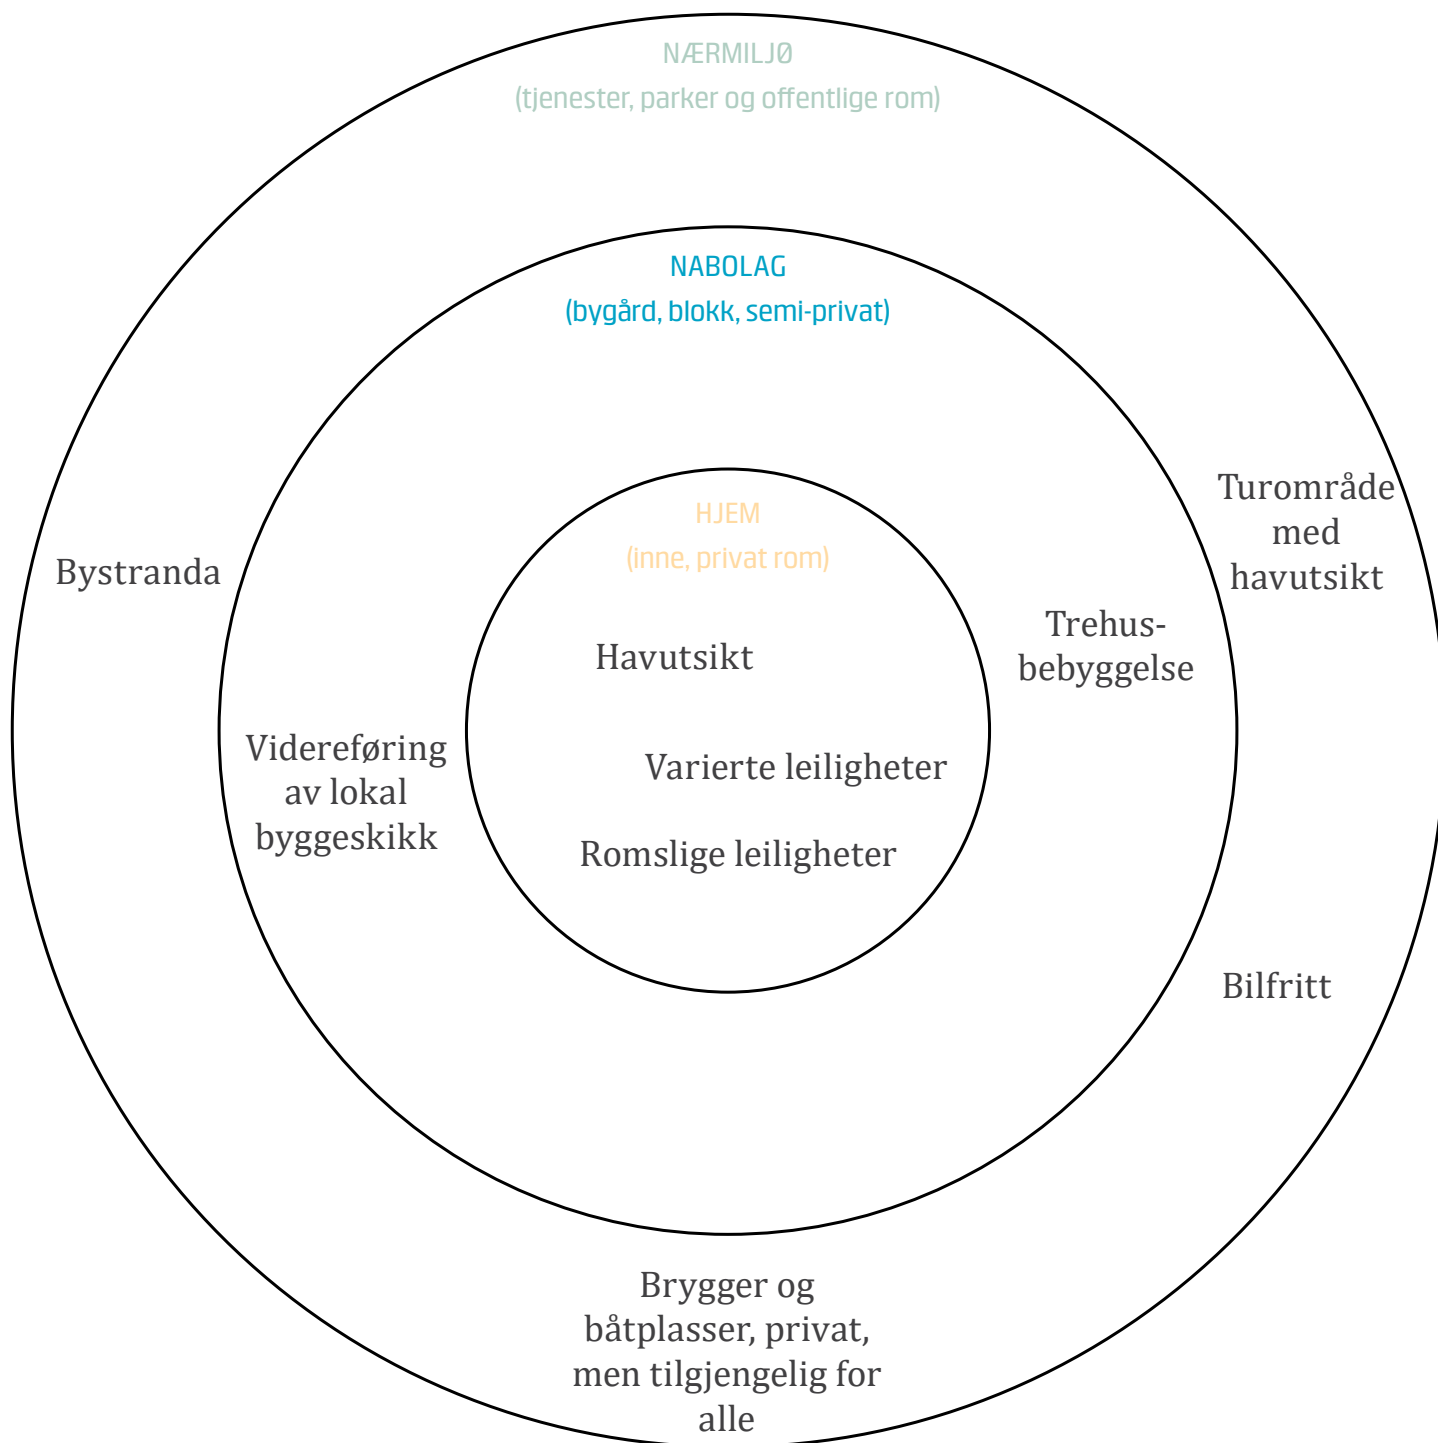 NÆRMILJØ
(tjenester, parker og offentlige rom)
NABOLAG
(bygård, blokk, semi-privat)
HJEM
(inne, privat rom)
Bystranda
Turområde
med
havutsikt
Trehus-
bebyggelse
Havutsikt
Videreføring
av lokal
byggeskikk
Varierte leiligheter
Romslige leiligheter
Bilfritt
Brygger og
båtplasser, privat,
men tilgjengelig for
alle